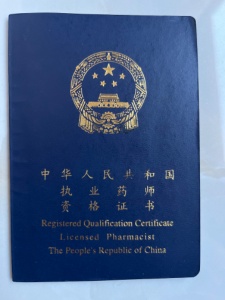 中华人民共和国
执业药师
资格证书
Registered Qualification Certificate
Licensed Pharmacist
The People's Republic of China